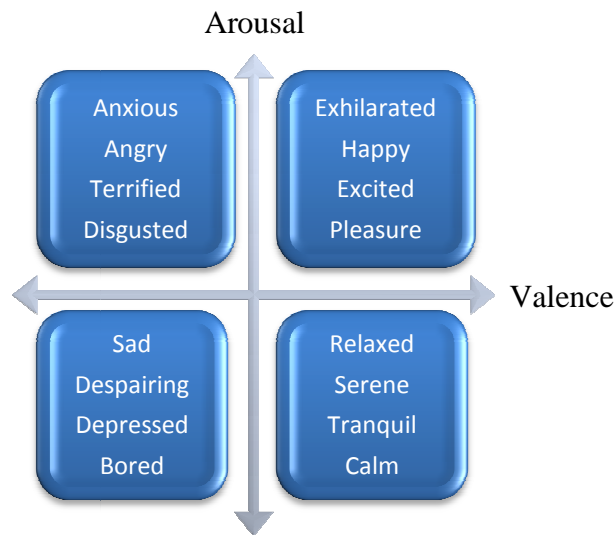 Arousal
Anxious
Angry
Terrified
Disgusted
Exhilarated
Happy
Excited
Pleasure
Valence
Sad
Despairing
Depressed
Bored
Relaxed
Serene
Tranquil
Calm